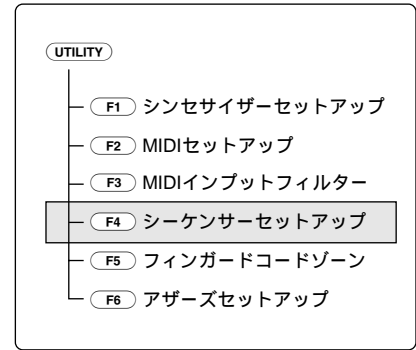 UTILITY
F1 シンセサイザーセットアップ
F2 MIDIセットアップ
F3 MIDIインプットフィルター
F4 シーケンサーセットアップ
F5 フィンガードコードゾーン
F6 アザーズセットアップ